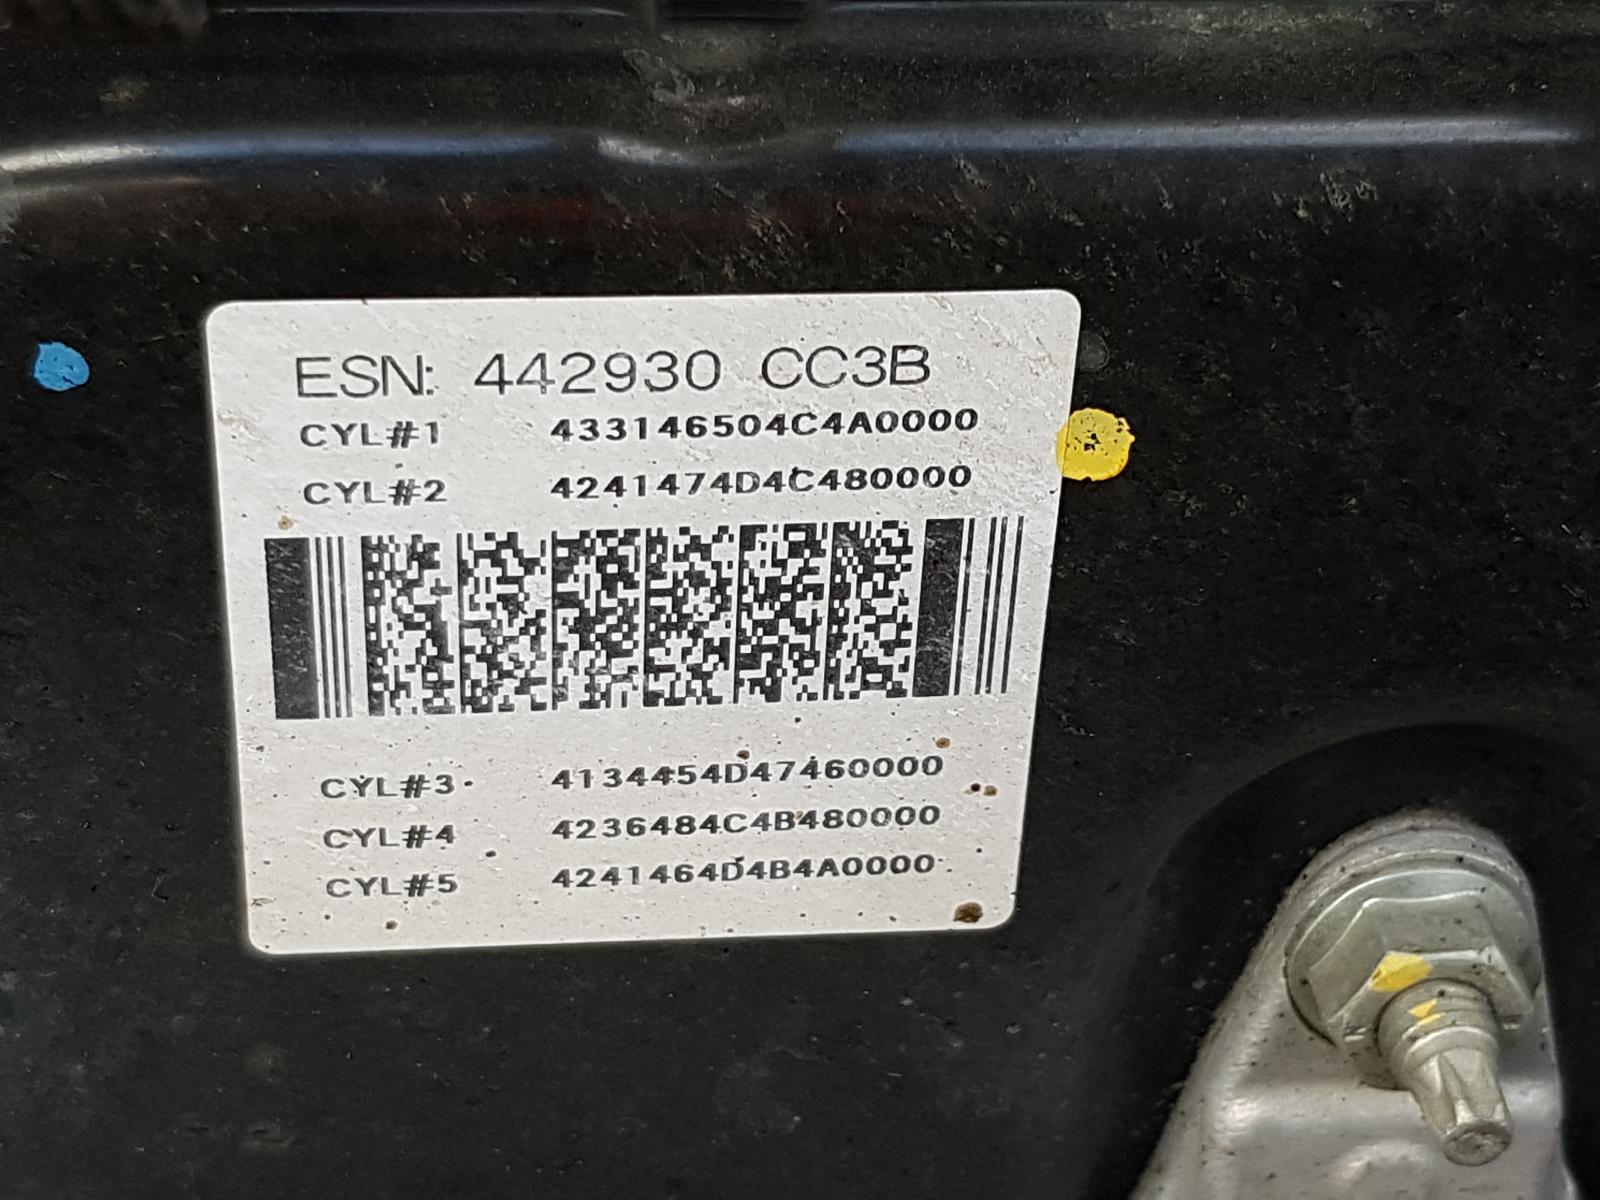 ESN: 442930 CC3B
CYL#1 433146504C4A0000
CYL#2 4241474D4C480000
CYL#3 4134454D47460000
CYL#4 4236484C4B480000
CYL#5 4241464D4B4A0000